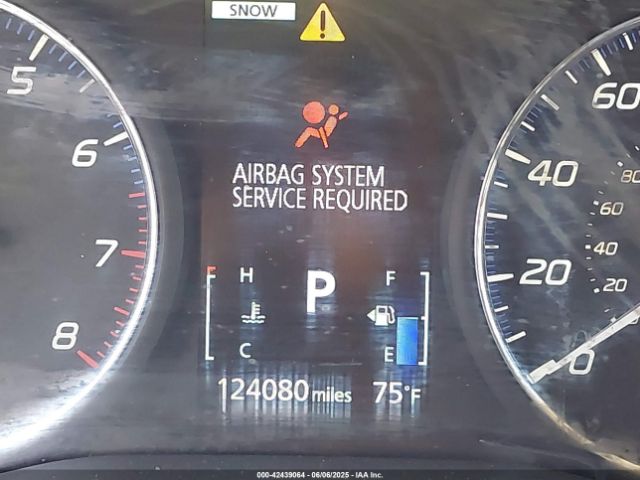 SNOW
5
6
7
8
AIRBAG SYSTEM
SERVICE REQUIRED
H
P
F
C
E
124080 miles 75°F
60
40
20
0
80
60
40
20
000-42439064 | 06/06/2025 - IAA Inc.